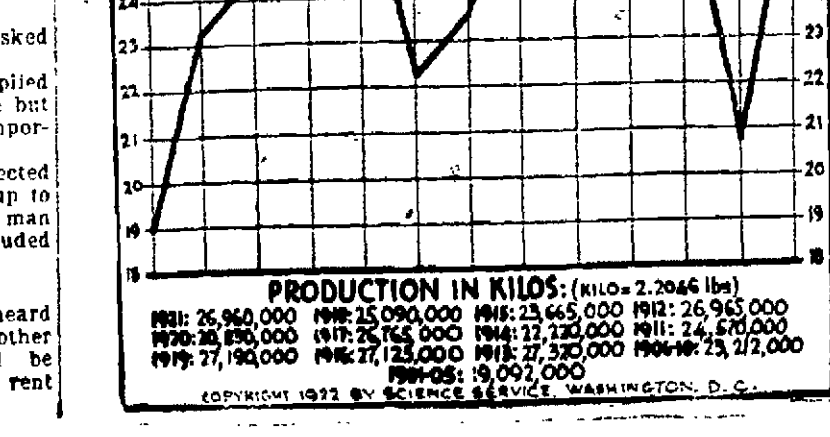 sked
plied
but
mpor-
ected
up to
man
uded
heard
other
be
rent
24
23 23
22 22
21 21
20 20
19 19
18 18
PRODUCTION IN KILOS: (KILO=2.2046 lbs)
1921: 26,960,000 1918: 25,090,000 1915: 23,665,000 1912: 26,965,000
1920: 20,850,000 1917: 26,765,000 1914: 22,220,000 1911: 24,670,000
1919: 27,190,000 1916: 27,125,000 1913: 27,320,000 1906-10: 23,212,000
1901-05: 19,092,000
COPYRIGHT 1922 BY SCIENCE SERVICE, WASHINGTON, D. C.